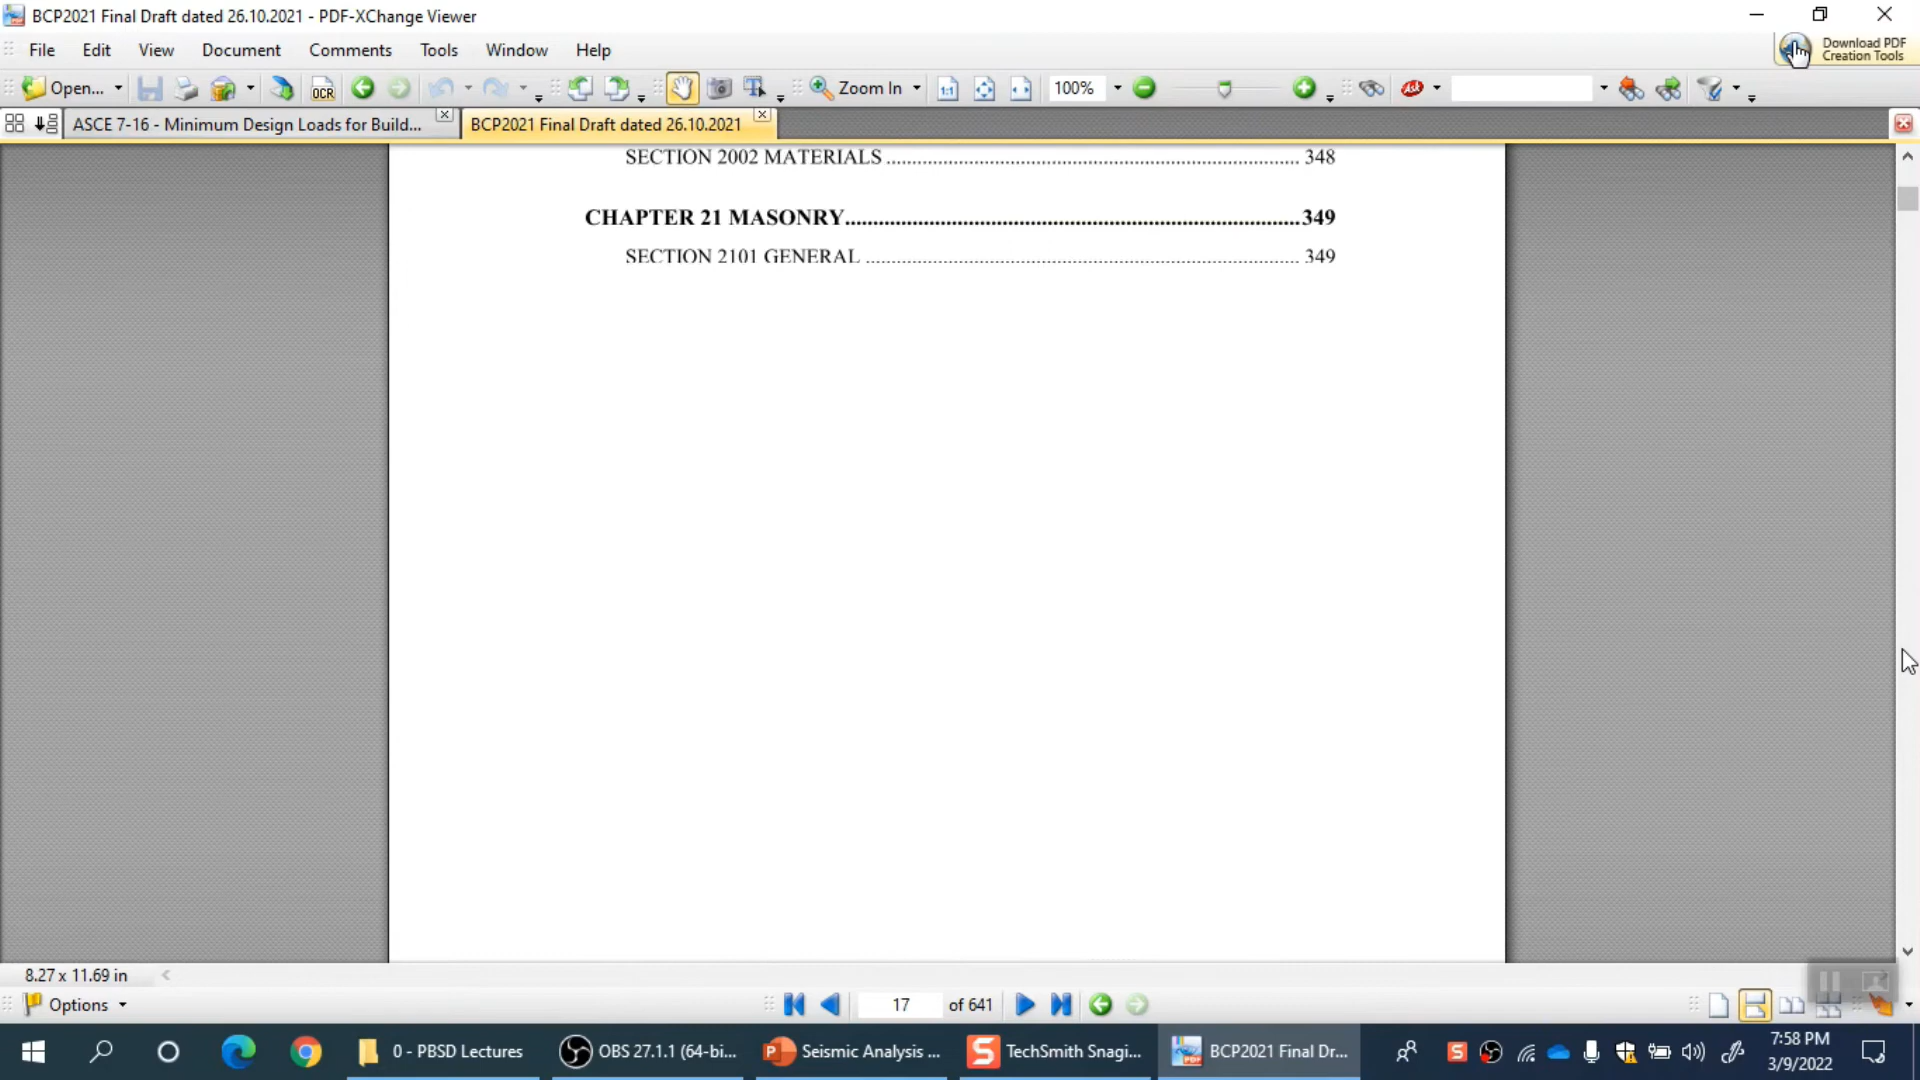 BCP2021 Final Draft dated 26.10.2021 - PDF-XChange Viewer
File Edit View Document Comments Tools Window Help
Download PDF
Creation Tools
Open... OCR Zoom In 1:1 100%
ASCE 7-16 - Minimum Design Loads for Build... BCP2021 Final Draft dated 26.10.2021
SECTION 2002 MATERIALS ........................................................................ 348
CHAPTER 21 MASONRY.................................................................................349
SECTION 2101 GENERAL ........................................................................... 349
8.27 x 11.69 in
Options 17 of 641
0 - PBSD Lectures OBS 27.1.1 (64-bi... Seismic Analysis ... TechSmith Snagi... BCP2021 Final Dr...
7:58 PM
3/9/2022